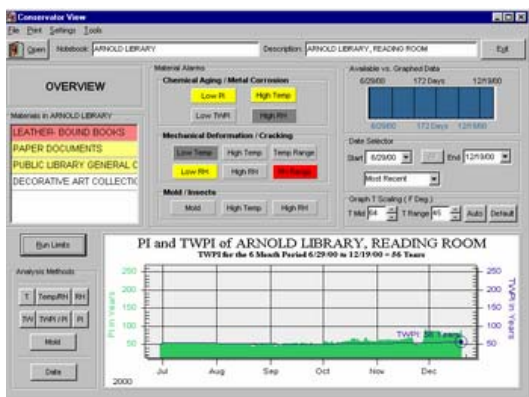 Conservator View
File Print Settings Tools
Open Notebook: ARNOLD LIBRARY Description: ARNOLD LIBRARY, READING ROOM Exit
OVERVIEW
Materials in ARNOLD LIBRARY
LEATHER- BOUND BOOKS
PAPER DOCUMENTS
PUBLIC LIBRARY GENERAL C
DECORATIVE ART COLLECTIC
Material Alarms
Chemical Aging / Metal Corrosion
Low PI High Temp
Low TWPI High RH
Mechanical Deformation / Cracking
Low Temp High Temp Temp Range
Low RH High RH RH Range
Mold / Insects
Mold High Temp High RH
Available vs. Graphed Data
6/29/00 172 Days 12/19/00
6/29/00 172 Days 12/19/00
Date Selector
Start 6/29/00 End 12/19/00
Most Recent
Graph T Scaling ( F Deg.)
T Mid 64 T Range 45 Auto Default
Run Limits
Analysis Methods
T Temp/RH RH
TW TWPI / PI PI
Mold
Data
PI and TWPI of ARNOLD LIBRARY, READING ROOM
TWPI for the 6 Month Period 6/29/00 to 12/19/00 = 56 Years
PI in Years
250
200
150
100
50
TWPI: 56 Years
250
200
150
100
50
TWPI in Years
Jul Aug Sep Oct Nov Dec
2000